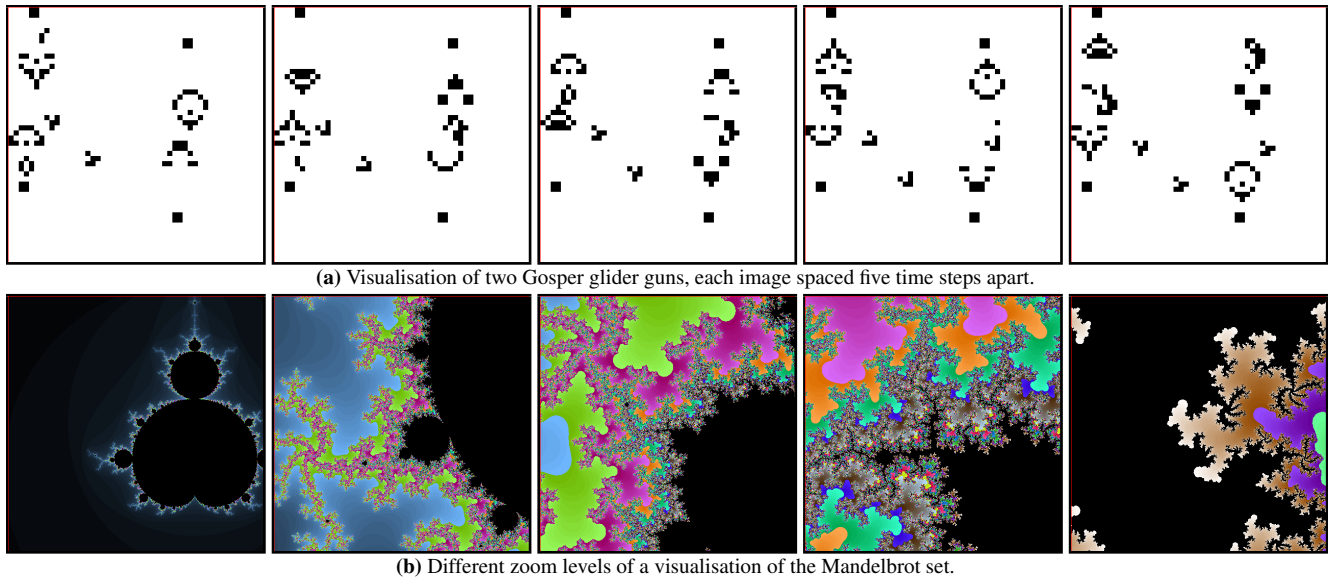 (a) Visualisation of two Gosper glider guns, each image spaced five time steps apart.
(b) Different zoom levels of a visualisation of the Mandelbrot set.